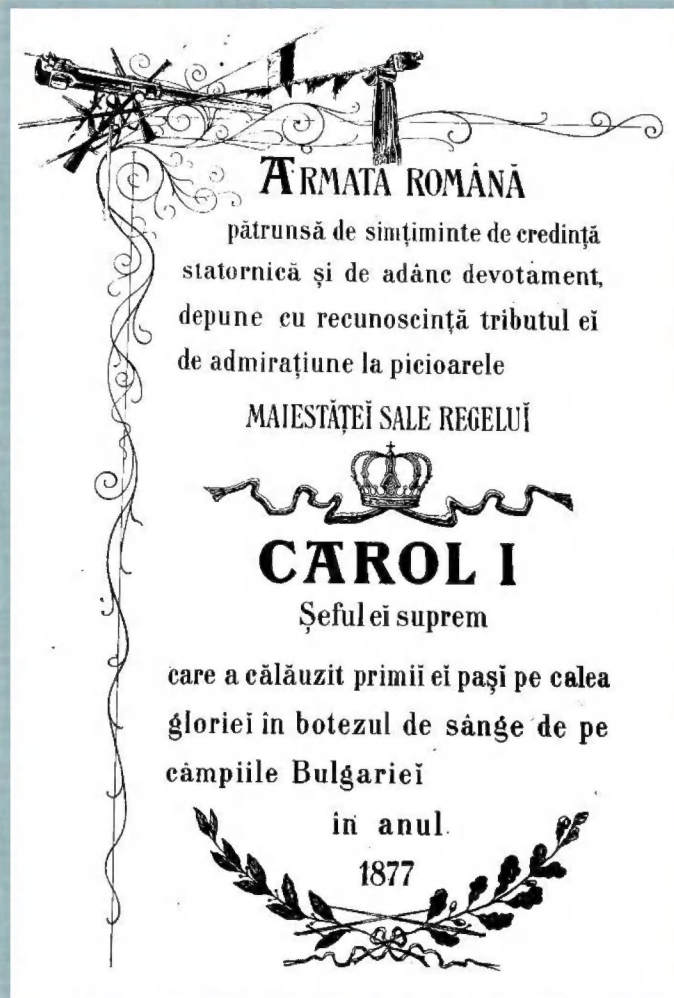 ARMATA ROMÂNĂ
pătrunsă de simțiminte de credință
statornică și de adânc devotament,
depune cu recunoscință tributul eĭ
de admirațiune la picioarele
MAIESTĂȚEĬ SALE REGELUĬ
CAROL I
Șeful eĭ suprem
care a călăuzit primiĭ eĭ pașĭ pe calea
glorieĭ în botezul de sânge de pe
câmpiile Bulgarieĭ
în anul
1877